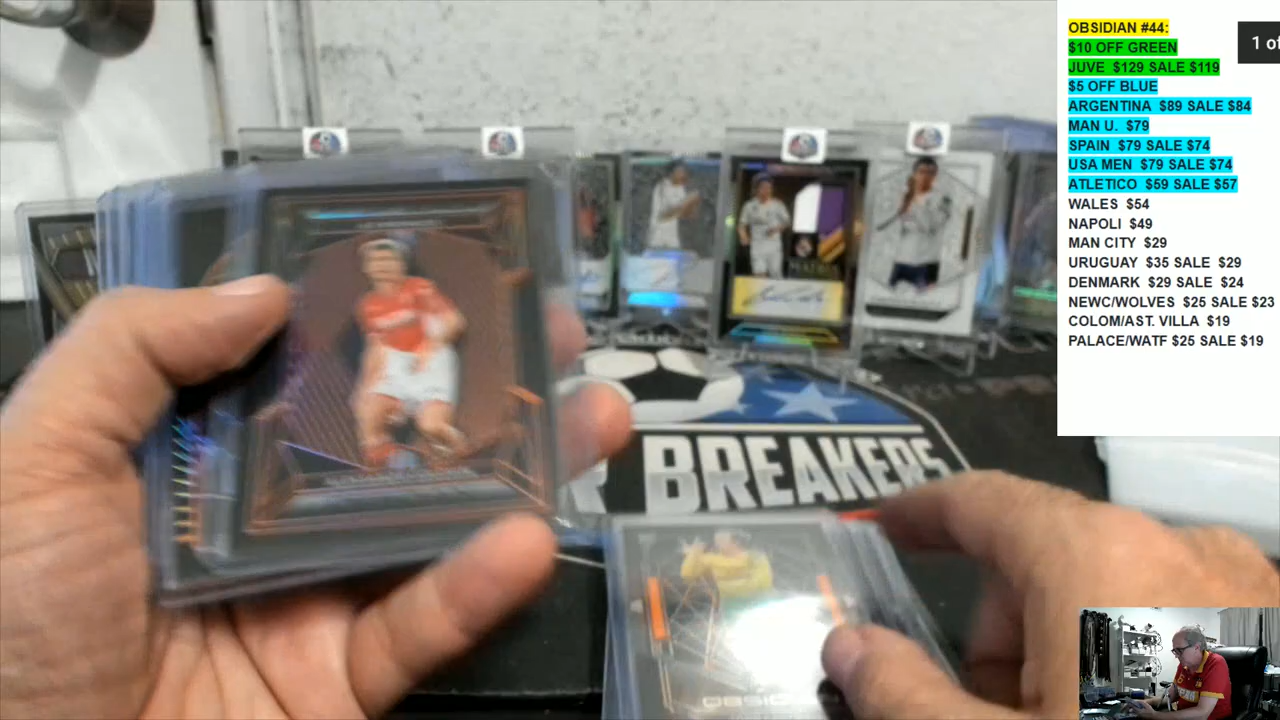 OBSIDIAN #44:
$10 OFF GREEN
JUVE $129 SALE $119
$5 OFF BLUE
ARGENTINA $89 SALE $84
MAN U. $79
SPAIN $79 SALE $74
USA MEN $79 SALE $74
ATLETICO $59 SALE $57
WALES $54
NAPOLI $49
MAN CITY $29
URUGUAY $35 SALE $29
DENMARK $29 SALE $24
NEWC/WOLVES $25 SALE $23
COLOM/AST. VILLA $19
PALACE/WATF $25 SALE $19
1 of
BREAKERS